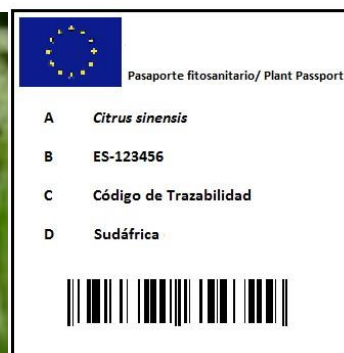 Pasaporte fitosanitario/ Plant Passport
A Citrus sinensis
B ES-123456
C Código de Trazabilidad
D Sudáfrica